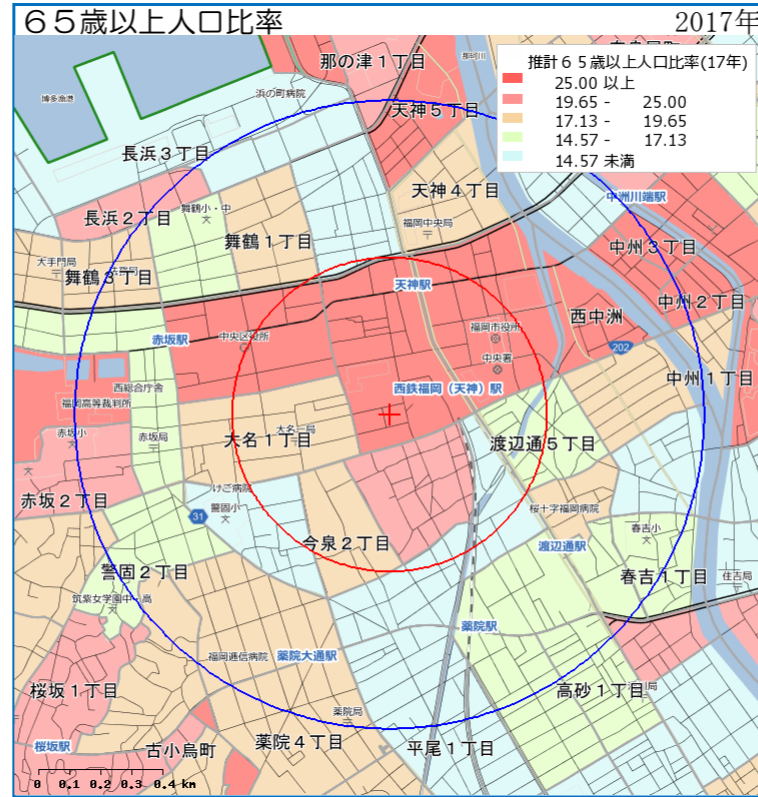 65歳以上人口比率
2017年
推計65歳以上人口比率(17年)
25.00 以上
19.65 - 25.00
17.13 - 19.65
14.57 - 17.13
14.57 未満
那の津1丁目
那珂川
浜の町病院
博多漁港
天神5丁目
長浜3丁目
天神4丁目
中洲川端駅
長浜2丁目
舞鶴小・中
福岡中央局
舞鶴1丁目
中州3丁目
大手門局
舞鶴3丁目
天神駅
中州2丁目
西中洲
福岡市役所
赤坂駅
中央区役所
202
中央署
中州1丁目
西鉄福岡(天神)駅
西総合庁舎
福岡高等裁判所
赤坂小
赤坂局
大名1丁目
大名一局
渡辺通5丁目
赤坂2丁目
けご病院
警固小
31
桜十字福岡病院
春吉小
今泉2丁目
渡辺通駅
警固2丁目
春吉1丁目
住吉局
筑紫女学園中・高
薬院駅
福岡逓信病院
薬院大通駅
桜坂1丁目
高砂1丁目
薬院局
桜坂駅
古小烏町
薬院4丁目
平尾1丁目
0 0.1 0.2 0.3 0.4 km